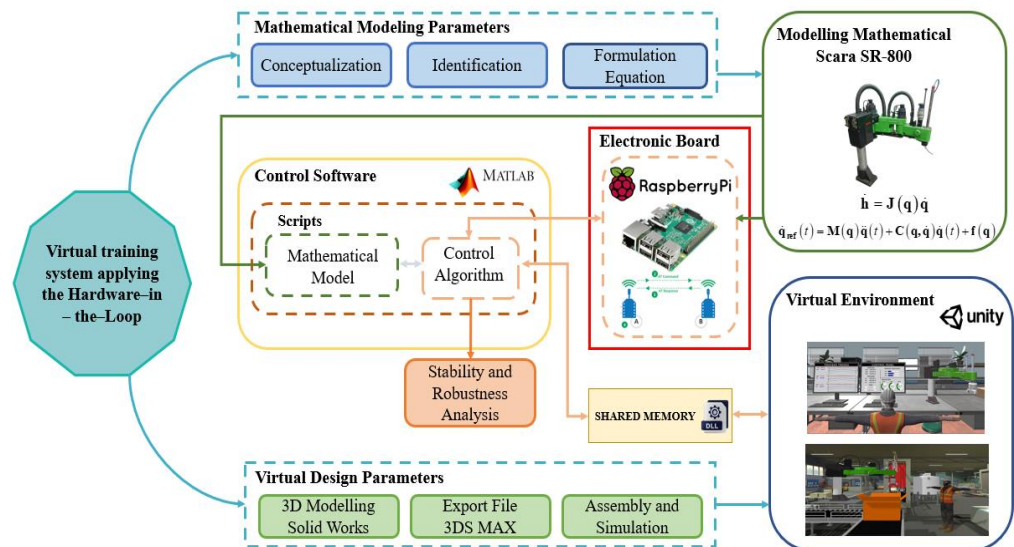 Mathematical Modeling Parameters
Conceptualization
Identification
Formulation
Equation
Modelling Mathematical
Scara SR-800
ḣ = J(q)q̇
q̇ref(t) = M(q)q̈(t) + C(q,q̇)q̇(t) + f(q)
Virtual training
system applying
the Hardware–in
– the–Loop
Control Software
MATLAB
Scripts
Mathematical
Model
Control
Algorithm
Electronic Board
RaspberryPi
A
B
Stability and
Robustness
Analysis
SHARED MEMORY
DLL
Virtual Environment
unity
Virtual Design Parameters
3D Modelling
Solid Works
Export File
3DS MAX
Assembly and
Simulation